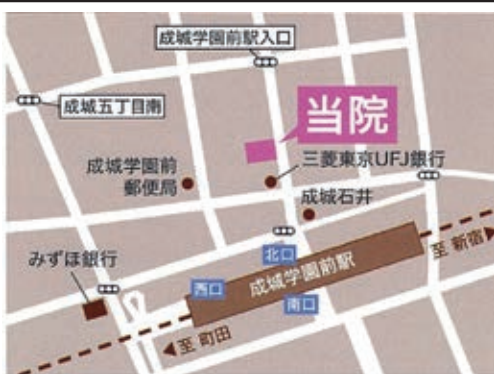 成城学園前駅入口
成城五丁目南
当院
成城学園前
郵便局
三菱東京UFJ銀行
成城石井
みずほ銀行
北口
至 新宿
西口
成城学園前駅
南口
至 町田